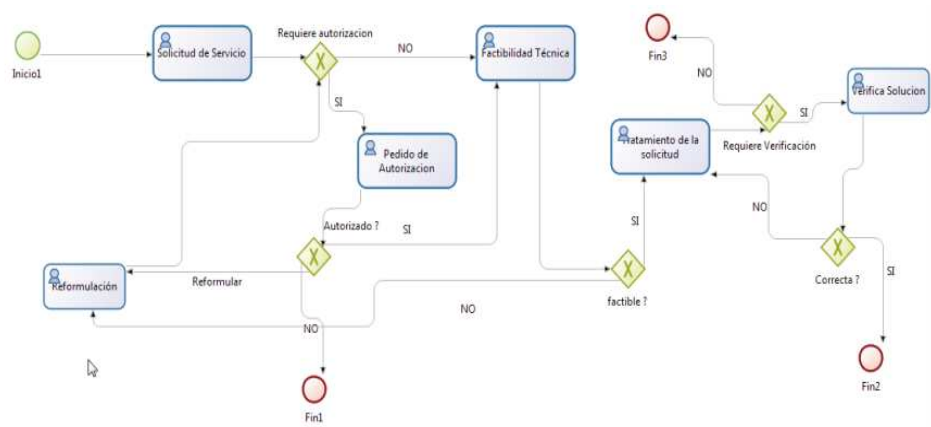 Requiere autorizacion
Inicio1
Solicitud de Servicio
NO
Factibilidad Técnica
Fin3
NO
SI
Verifica Solucion
SI
Pedido de
Autorizacion
Tratamiento de la
solicitud
Requiere Verificación
Autorizado ?
SI
SI
NO
Reformulación
Reformular
factible ?
Correcta ?
SI
NO
NO
Fin1
Fin2